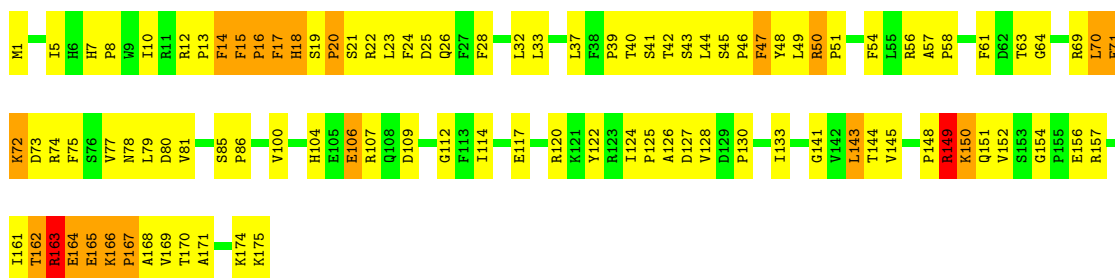 M1 I5 H6 H7 P8 W9 I10 R11 R12 P13 F14 F15 P16 F17 H18 S19 P20 S21 R22 L23 F24 D25 Q26 F27 F28 L32 L33 L37 F38 P39 T40 S41 T42 S43 L44 S45 P46 F47 Y48 L49 R50 P51 F54 L55 R56 A57 P58 F61 D62 T63 G64 R69 L70
K72 D73 R74 F75 S76 V77 N78 L79 D80 V81 S85 P86 V100 H104 E105 E106 R107 Q108 D109 G112 F113 I114 E117 R120 K121 Y122 R123 I124 P125 A126 D127 V128 D129 P130 I133 G141 V142 L143 T144 V145 P148 R149 K150 Q151 V152 S153 G154 P155 E156 R157
I161 T162 R163 E164 E165 K166 P167 A168 V169 T170 A171 K174 K175